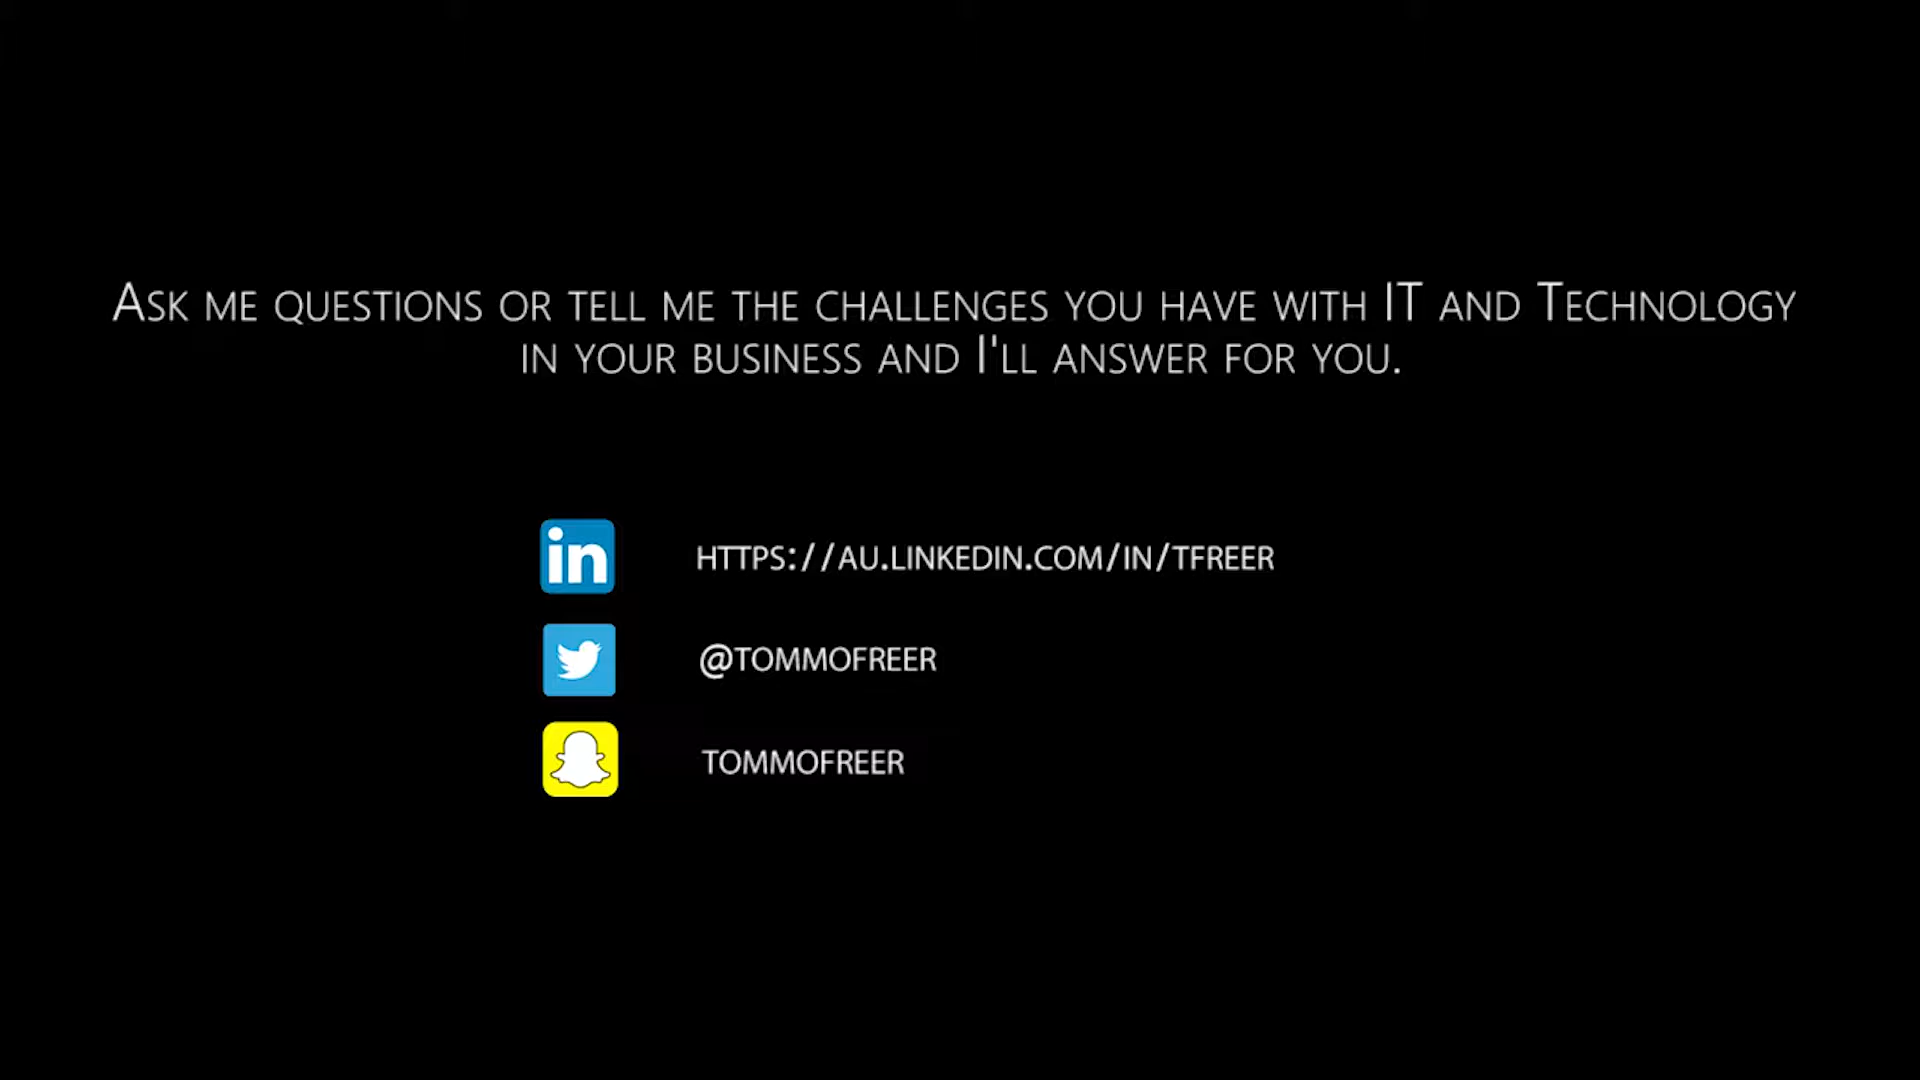 Ask me questions or tell me the challenges you have with IT and Technology
in your business and I'll answer for you.
in
HTTPS://AU.LINKEDIN.COM/IN/TFREER
@TOMMOFREER
TOMMOFREER